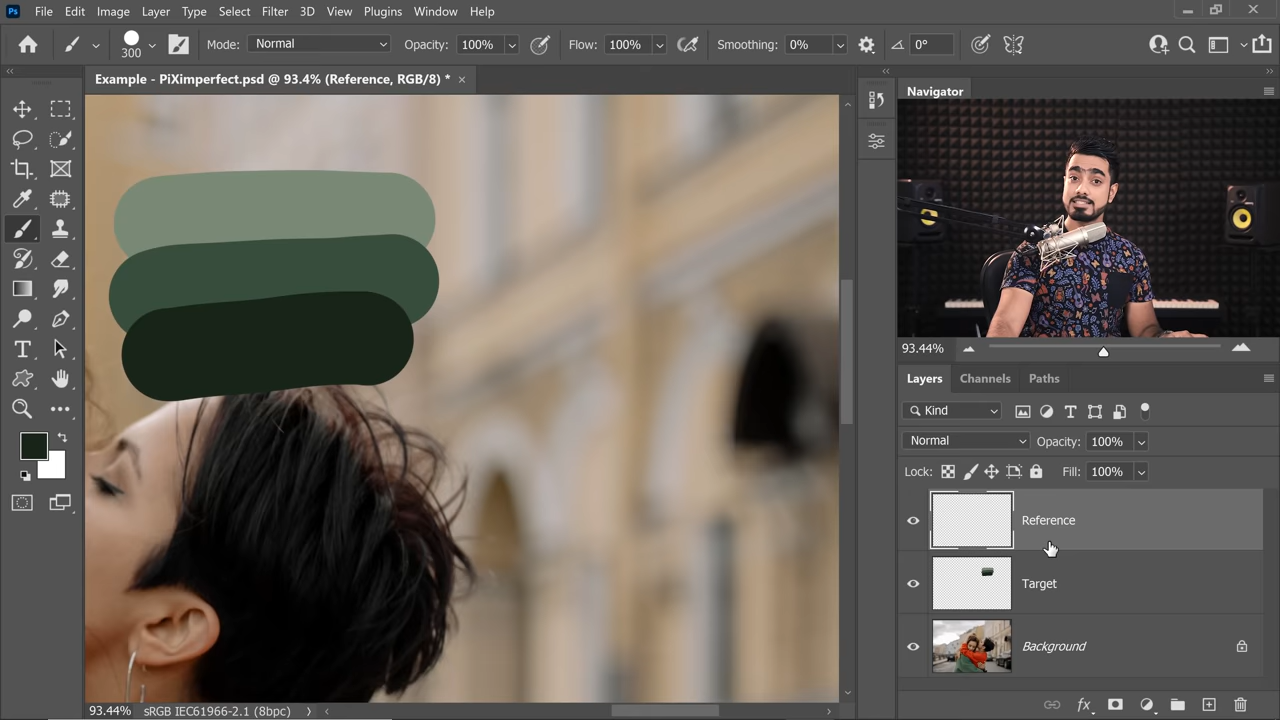 Ps File Edit Image Layer Type Select Filter 3D View Plugins Window Help
300 Mode: Normal Opacity: 100% Flow: 100% Smoothing: 0% 0°
Example - PiXimperfect.psd @ 93.4% (Reference, RGB/8) *
Navigator
93.44%
Layers Channels Paths
Kind
Normal Opacity: 100%
Lock: Fill: 100%
Reference
Target
Background
93.44% sRGB IEC61966-2.1 (8bpc)
fx